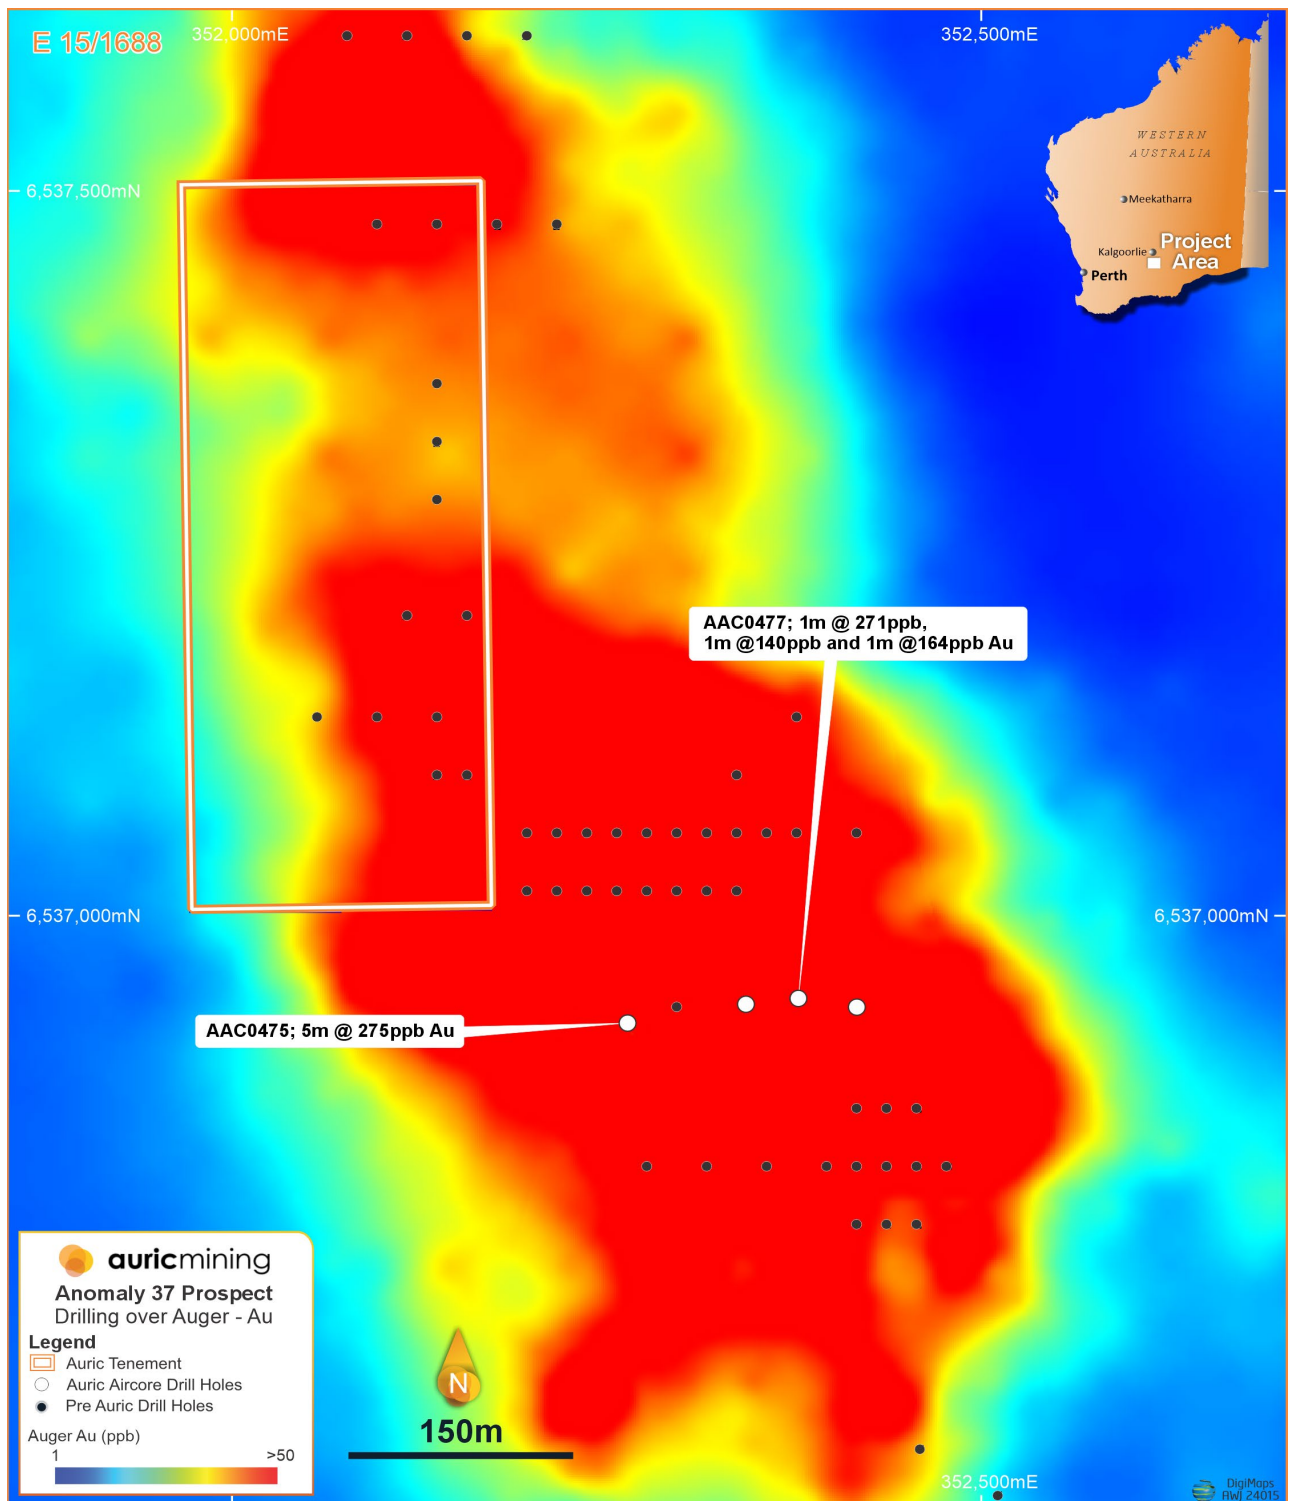 E 15/1688
352,000mE
352,500mE
WESTERN
AUSTRALIA
Meekatharra
Kalgoorlie
Project
Area
Perth
6,537,500mN
AAC0477; 1m @ 271ppb,
1m @140ppb and 1m @164ppb Au
6,537,000mN
6,537,000mN
AAC0475; 5m @ 275ppb Au
auricmining
Anomaly 37 Prospect
Drilling over Auger - Au
Legend
Auric Tenement
Auric Aircore Drill Holes
Pre Auric Drill Holes
Auger Au (ppb)
1 >50
N
150m
352,500mE
DigiMaps
AWJ 24015